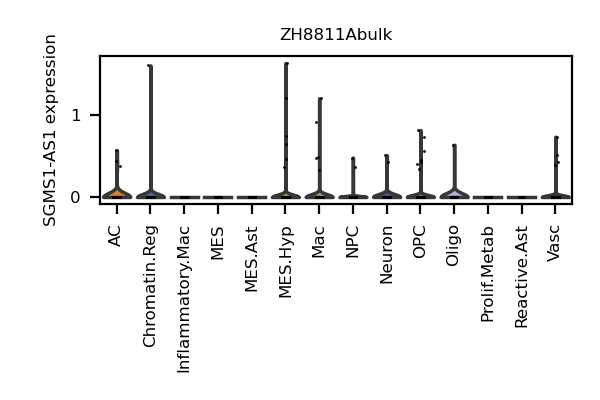 ZH8811Abulk
SGMS1-AS1 expression
1
0
AC
Chromatin.Reg
Inflammatory.Mac
MES
MES.Ast
MES.Hyp
Mac
NPC
Neuron
OPC
Oligo
Prolif.Metab
Reactive.Ast
Vasc